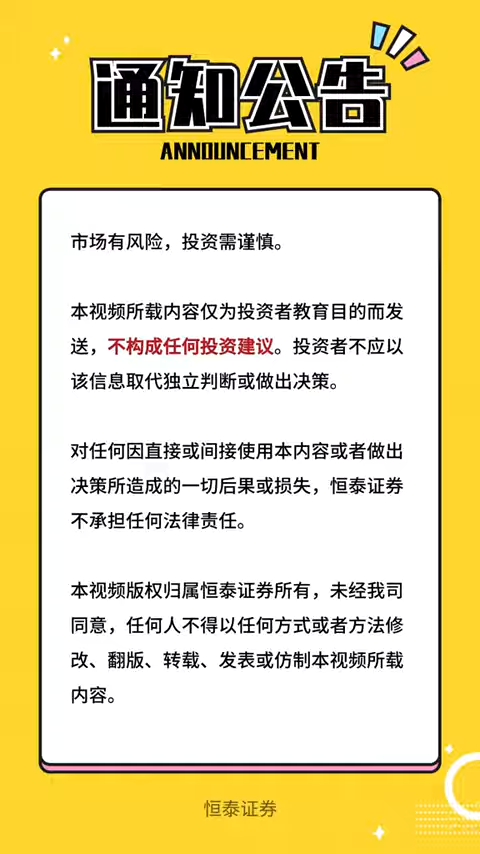 通知公告
ANNOUNCEMENT
市场有风险，投资需谨慎。
本视频所载内容仅为投资者教育目的而发
送，不构成任何投资建议。投资者不应以
该信息取代独立判断或做出决策。
对任何因直接或间接使用本内容或者做出
决策所造成的一切后果或损失，恒泰证券
不承担任何法律责任。
本视频版权归属恒泰证券所有，未经我司
同意，任何人不得以任何方式或者方法修
改、翻版、转载、发表或仿制本视频所载
内容。
恒泰证券